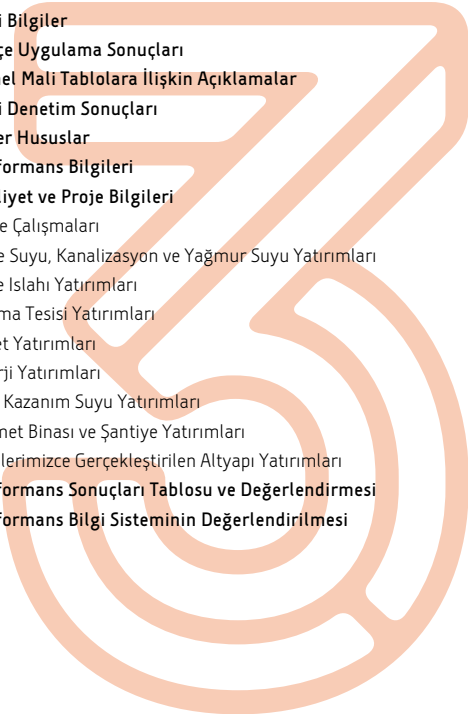 i Bilgiler
çe Uygulama Sonuçları
el Mali Tablolara İlişkin Açıklamalar
i Denetim Sonuçları
er Hususlar
formans Bilgileri
liyet ve Proje Bilgileri
e Çalışmaları
e Suyu, Kanalizasyon ve Yağmur Suyu Yatırımları
e Islahı Yatırımları
ma Tesisi Yatırımları
et Yatırımları
rji Yatırımları
Kazanım Suyu Yatırımları
met Binası ve Şantiye Yatırımları
lerimizce Gerçekleştirilen Altyapı Yatırımları
formans Sonuçları Tablosu ve Değerlendirmesi
formans Bilgi Sisteminin Değerlendirilmesi
3